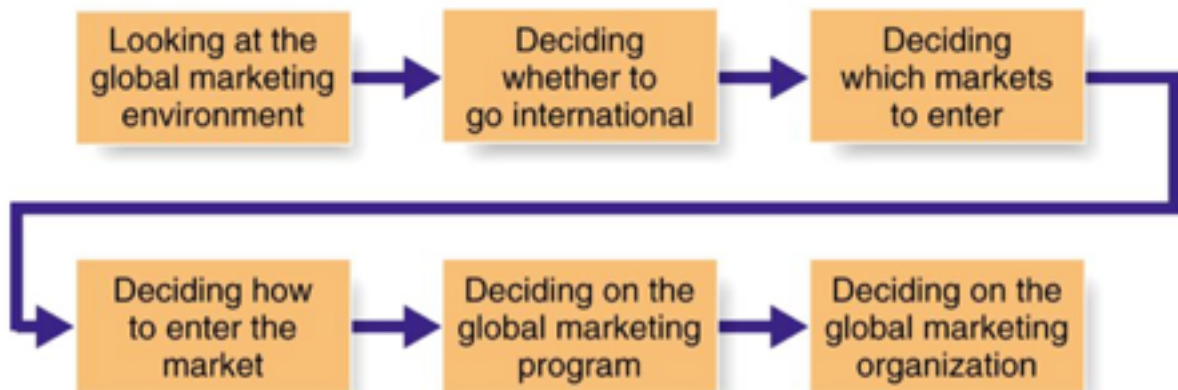 Looking at the
global marketing
environment
Deciding
whether to
go international
Deciding
which markets
to enter
Deciding how
to enter the
market
Deciding on the
global marketing
program
Deciding on the
global marketing
organization